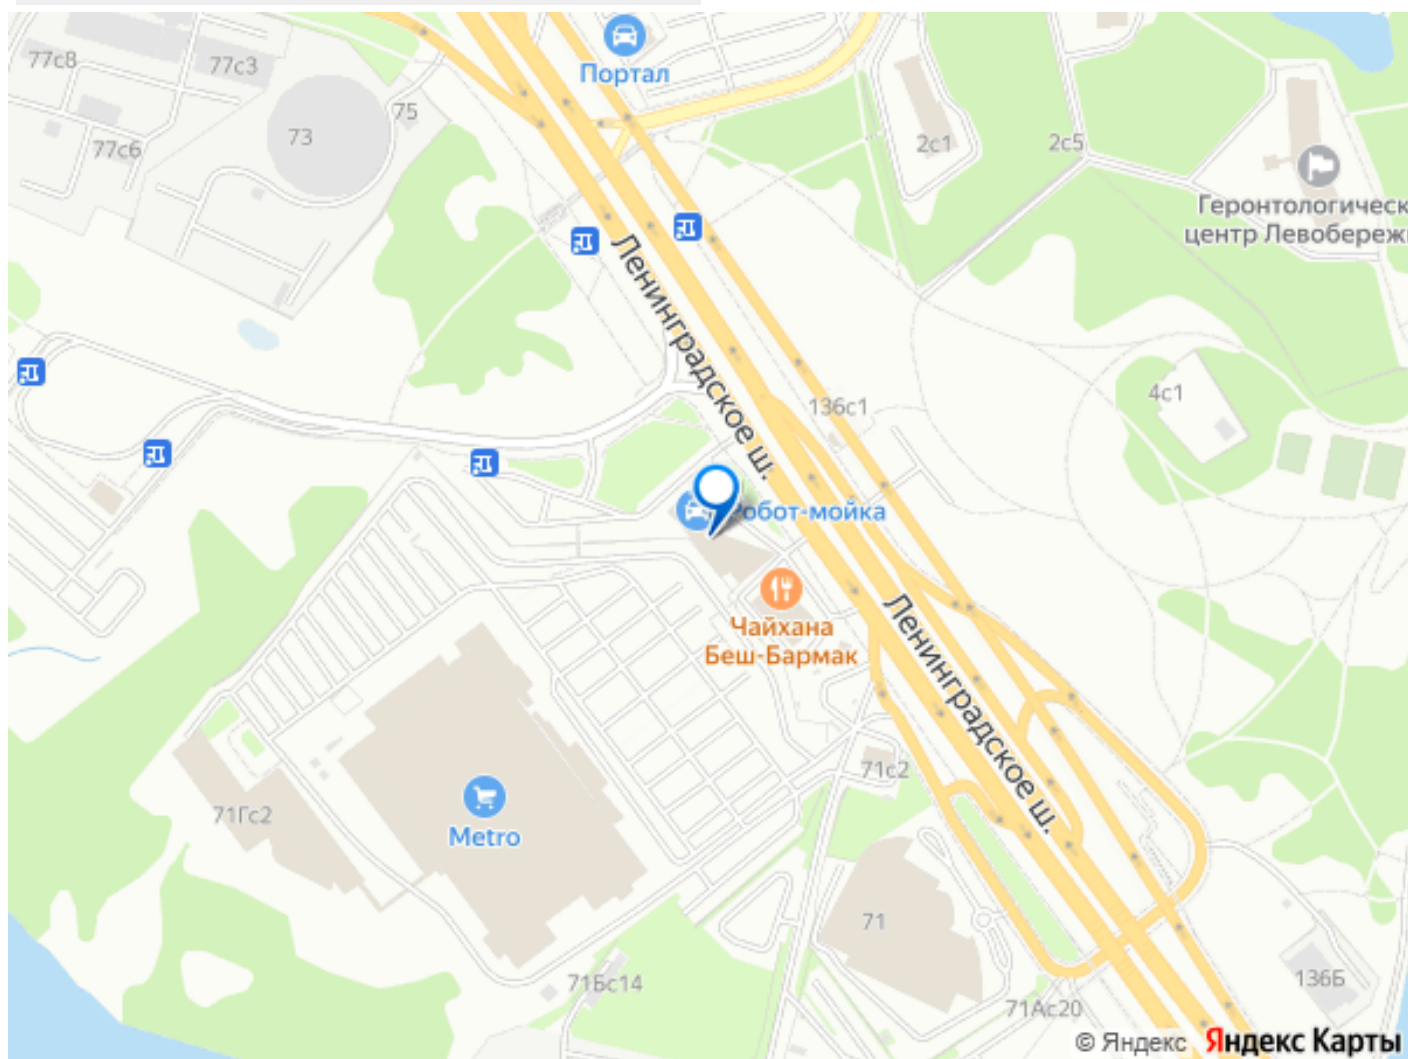 77с8
77с3
Портал
75
73
77с6
2с1
2с5
Геронтологическ
центр Левобереж
Ленинградское ш.
136с1
4с1
Робот-мойка
Чайхана
Беш-Бармак
Ленинградское ш.
71с2
71Гс2
Metro
71
71Бс14
136Б
71Ас20
© Яндекс Яндекс Карты